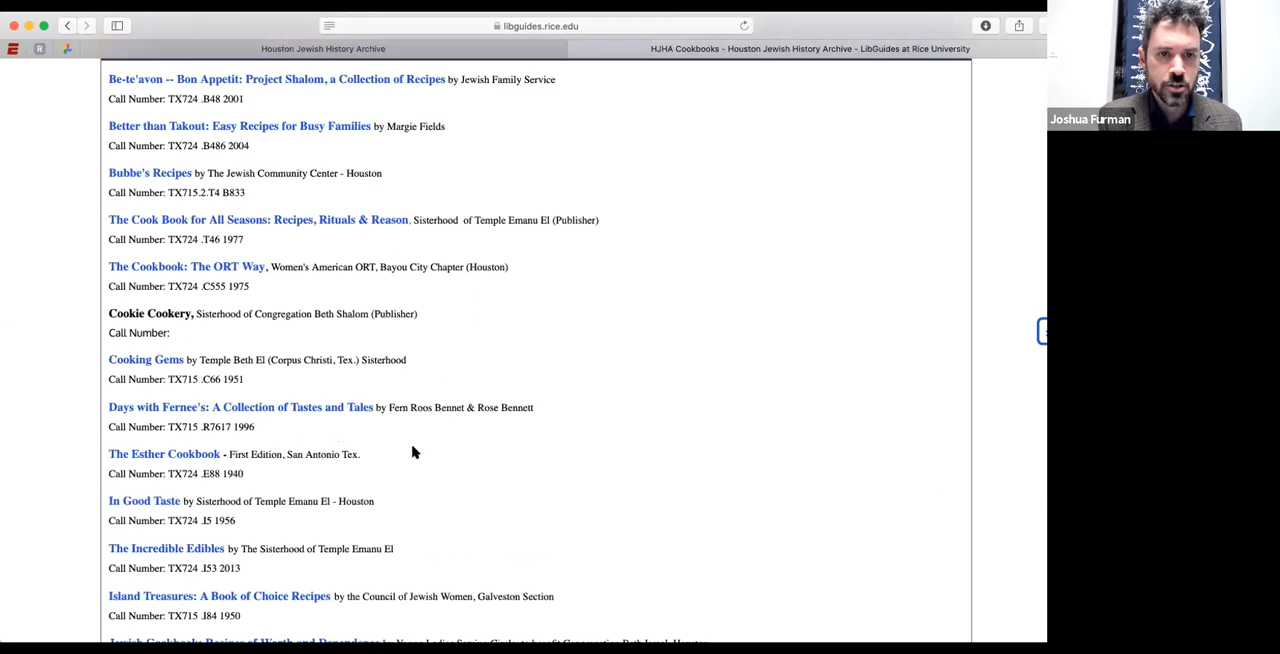 libguides.rice.edu
E R
Houston Jewish History Archive
HJHA Cookbooks - Houston Jewish History Archive - LibGuides at Rice University
Be-te'avon -- Bon Appetit: Project Shalom, a Collection of Recipes by Jewish Family Service
Call Number: TX724 .B48 2001
Better than Takout: Easy Recipes for Busy Families by Margie Fields
Call Number: TX724 .B486 2004
Bubbe's Recipes by The Jewish Community Center - Houston
Call Number: TX715.2.T4 B833
The Cook Book for All Seasons: Recipes, Rituals & Reason, Sisterhood of Temple Emanu El (Publisher)
Call Number: TX724 .T46 1977
The Cookbook: The ORT Way, Women's American ORT, Bayou City Chapter (Houston)
Call Number: TX724 .C555 1975
Cookie Cookery, Sisterhood of Congregation Beth Shalom (Publisher)
Call Number:
Cooking Gems by Temple Beth El (Corpus Christi, Tex.) Sisterhood
Call Number: TX715 .C66 1951
Days with Fernee's: A Collection of Tastes and Tales by Fern Roos Bennet & Rose Bennett
Call Number: TX715 .R7617 1996
The Esther Cookbook - First Edition, San Antonio Tex.
Call Number: TX724 .E88 1940
In Good Taste by Sisterhood of Temple Emanu El - Houston
Call Number: TX724 .I5 1956
The Incredible Edibles by The Sisterhood of Temple Emanu El
Call Number: TX724 .I53 2013
Island Treasures: A Book of Choice Recipes by the Council of Jewish Women, Galveston Section
Call Number: TX715 .I84 1950
Joshua Furman